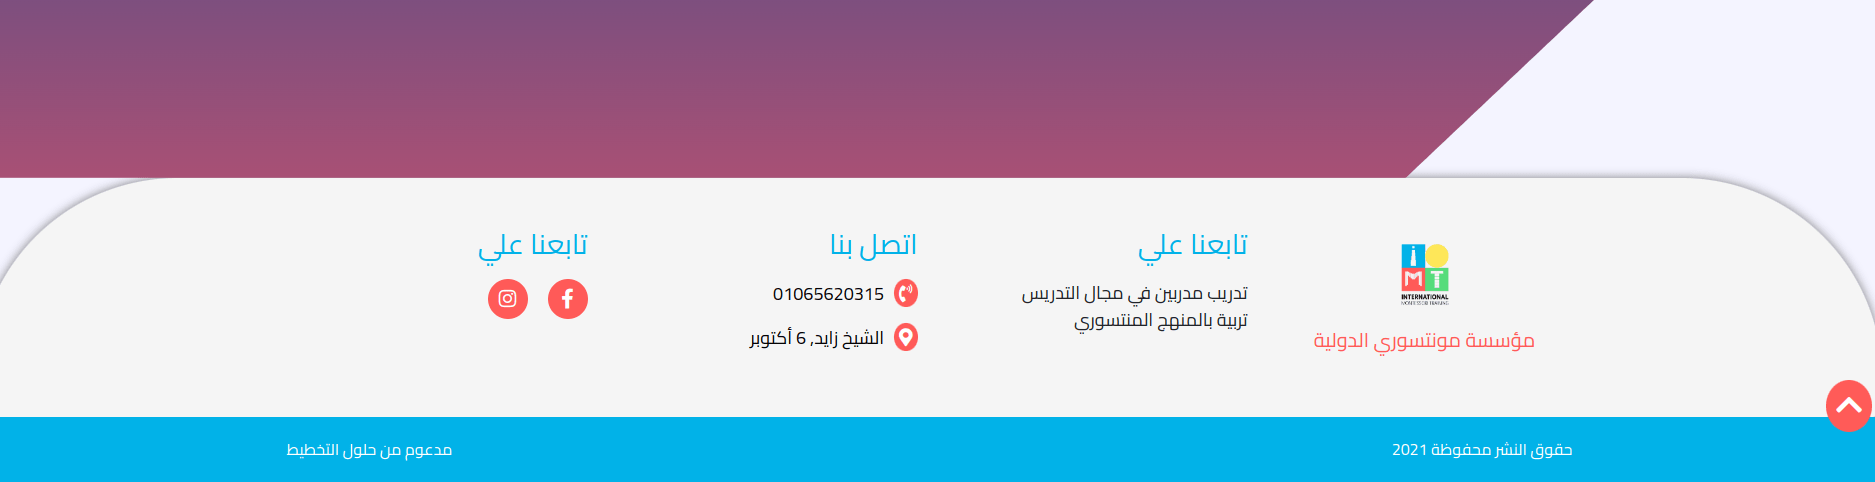 i
MT
INTERNATIONAL
MONTESSORI TRAINING
مؤسسة مونتسوري الدولية
تابعنا علي
تدريب مدربين في مجال التدريس
تربية بالمنهج المنتسوري
اتصل بنا
01065620315
الشيخ زايد, 6 أكتوبر
تابعنا علي
حقوق النشر محفوظة 2021
مدعوم من حلول التخطيط